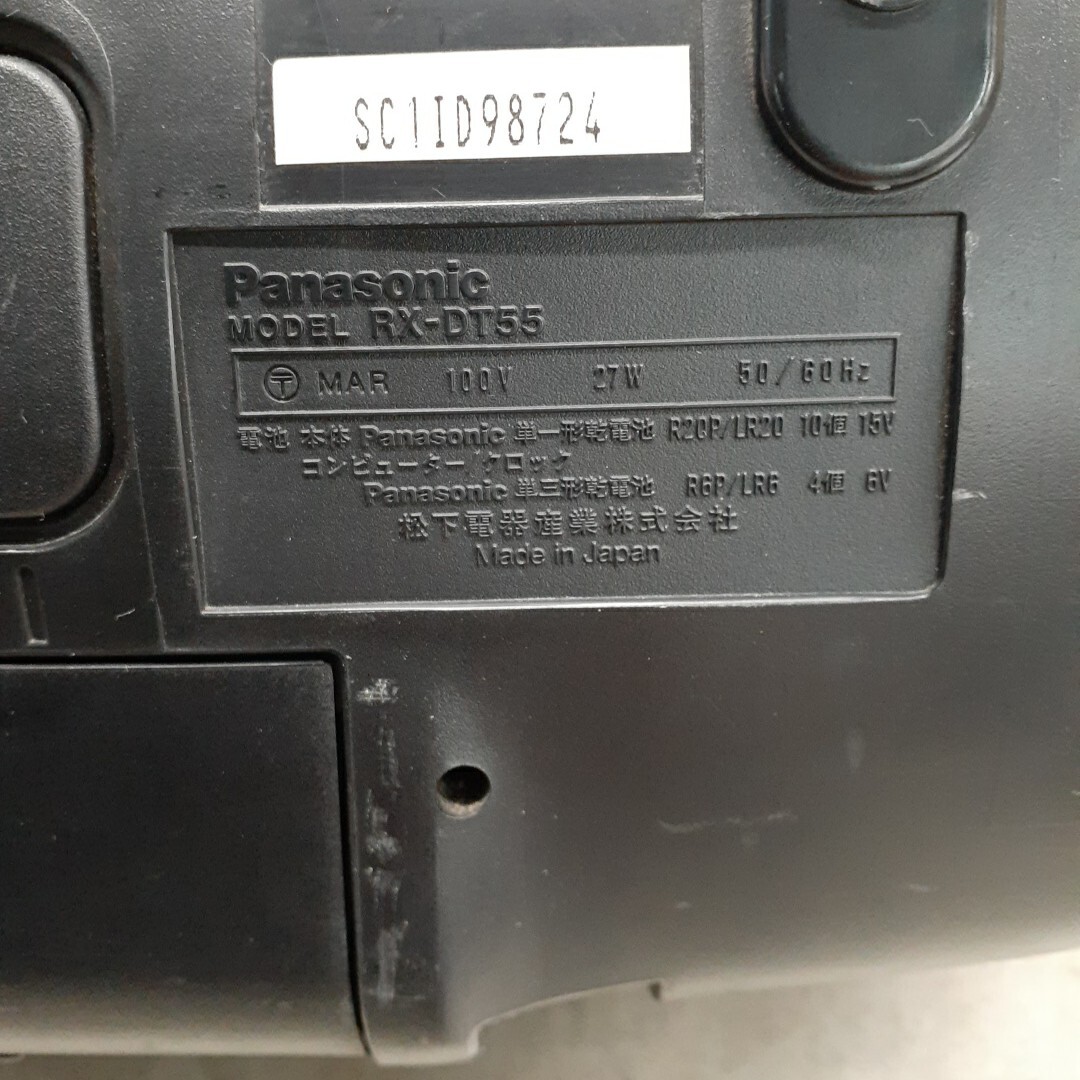 SC1ID98724
Panasonic
MODEL RX-DT55
〒 MAR 100V 27W 50/60Hz
電池 本体 Panasonic 単一形乾電池 R20P/LR20 10個 15V
コンピューター/クロック
Panasonic 単三形乾電池 R6P/LR6 4個 6V
松下電器産業株式会社
Made in Japan